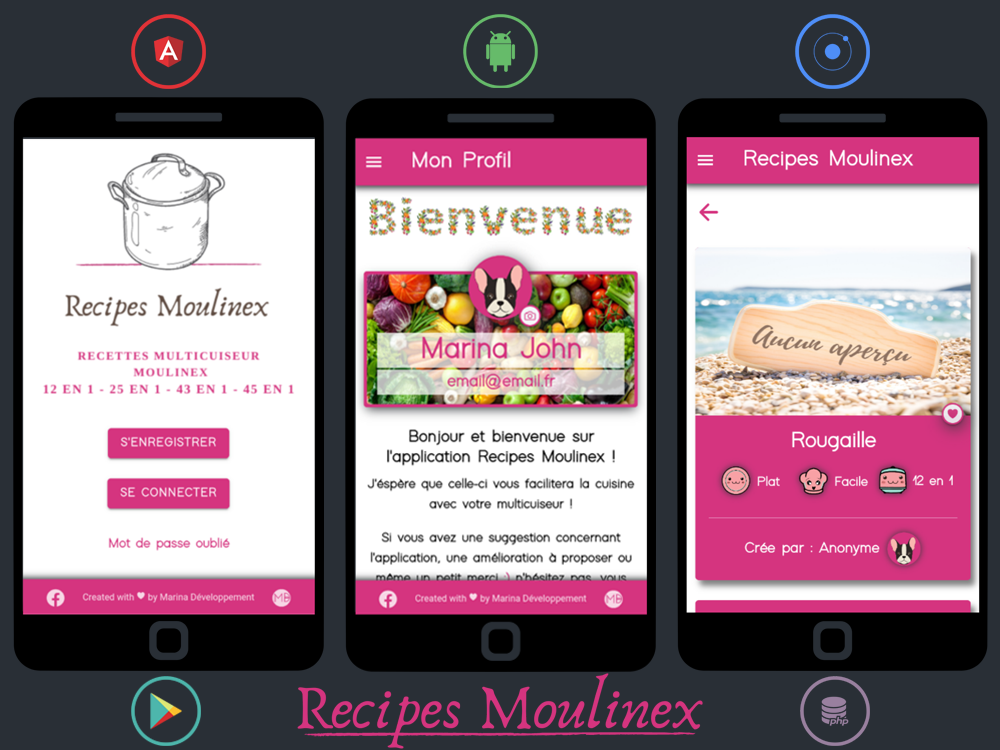 A
Recipes Moulinex
RECETTES MULTICUISEUR
MOULINEX
12 EN 1 - 25 EN 1 - 43 EN 1 - 45 EN 1
S'ENREGISTRER
SE CONNECTER
Mot de passe oublié
Created with ♥ by Marina Développement
Mon Profil
Bienvenue
Marina John
email@email.fr
Bonjour et bienvenue sur
l'application Recipes Moulinex !
J'éspère que celle-ci vous facilitera la cuisine
avec votre multicuiseur !
Si vous avez une suggestion concernant
l'application, une amélioration à proposer ou
même un petit merci :) n'hésitez pas, vous
Created with ♥ by Marina Développement
Recipes Moulinex
Aucun aperçu
Rougaille
Plat
Facile
12 en 1
Crée par : Anonyme
Recipes Moulinex
php